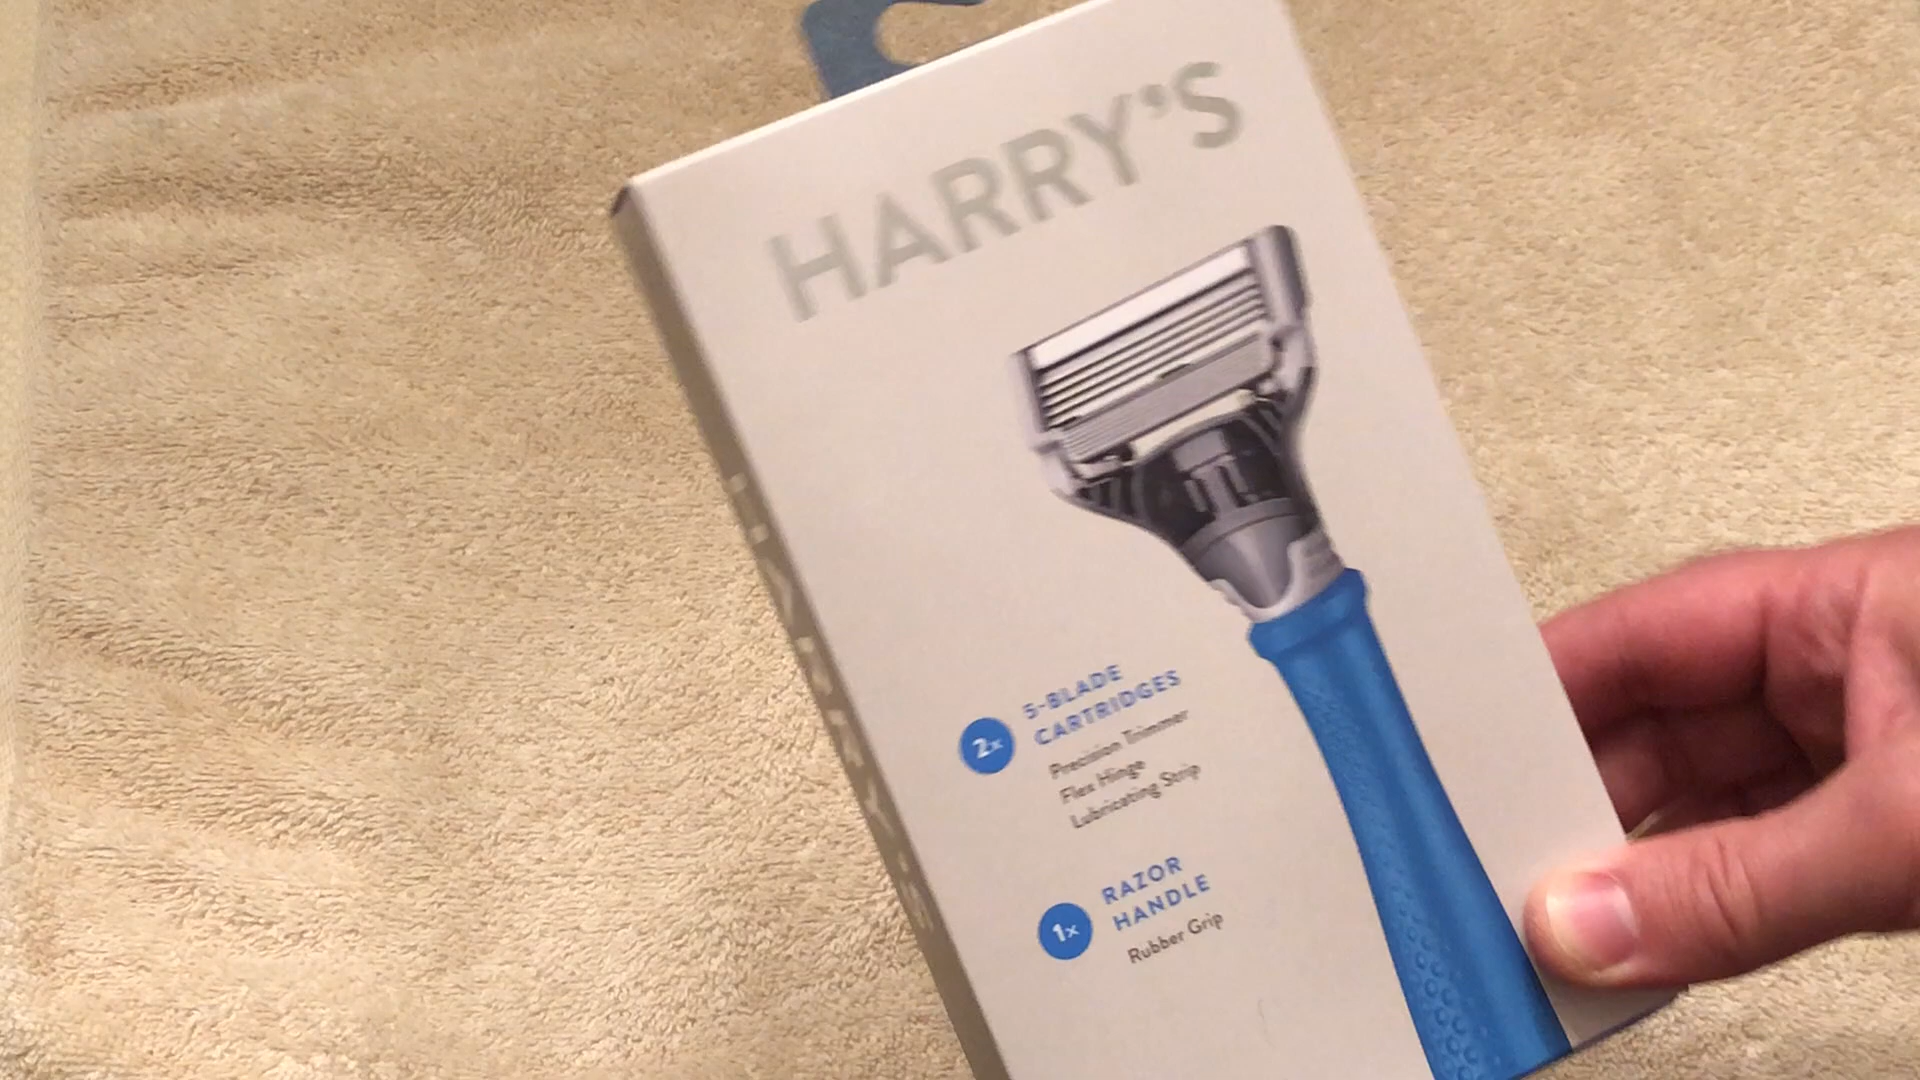 HARRY'S
2x
5-BLADE
CARTRIDGES
Precision Trimmer
Flex Hinge
Lubricating Strip
1x
RAZOR
HANDLE
Rubber Grip